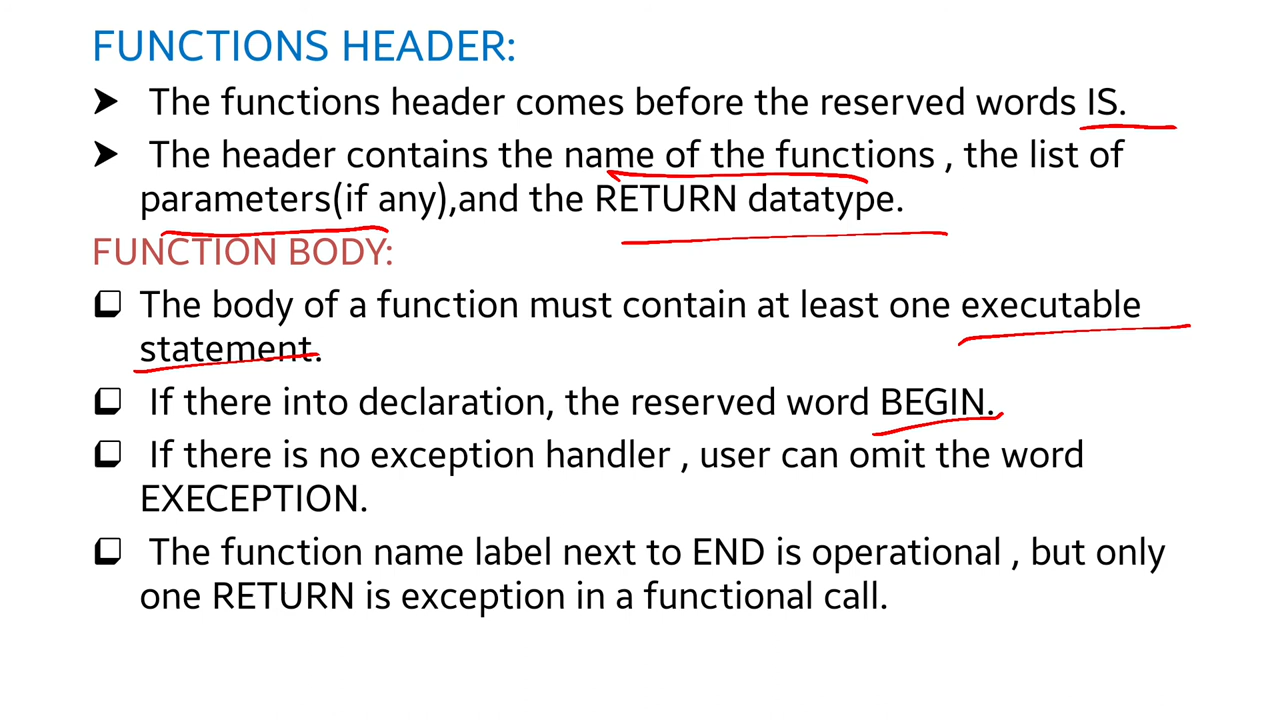 FUNCTIONS HEADER:
The functions header comes before the reserved words IS.
The header contains the name of the functions , the list of
parameters(if any),and the RETURN datatype.
FUNCTION BODY:
The body of a function must contain at least one executable
statement.
If there into declaration, the reserved word BEGIN.
If there is no exception handler , user can omit the word
EXECEPTION.
The function name label next to END is operational , but only
one RETURN is exception in a functional call.